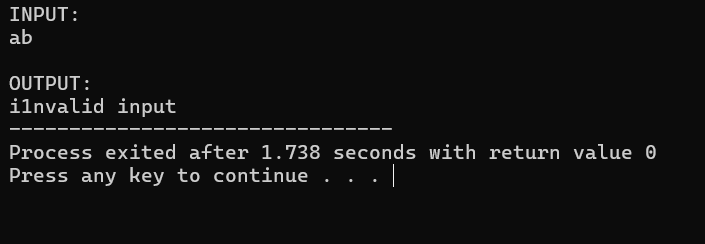 INPUT:
ab
OUTPUT:
i1nvalid input
--------------------------------
Process exited after 1.738 seconds with return value 0
Press any key to continue . . .